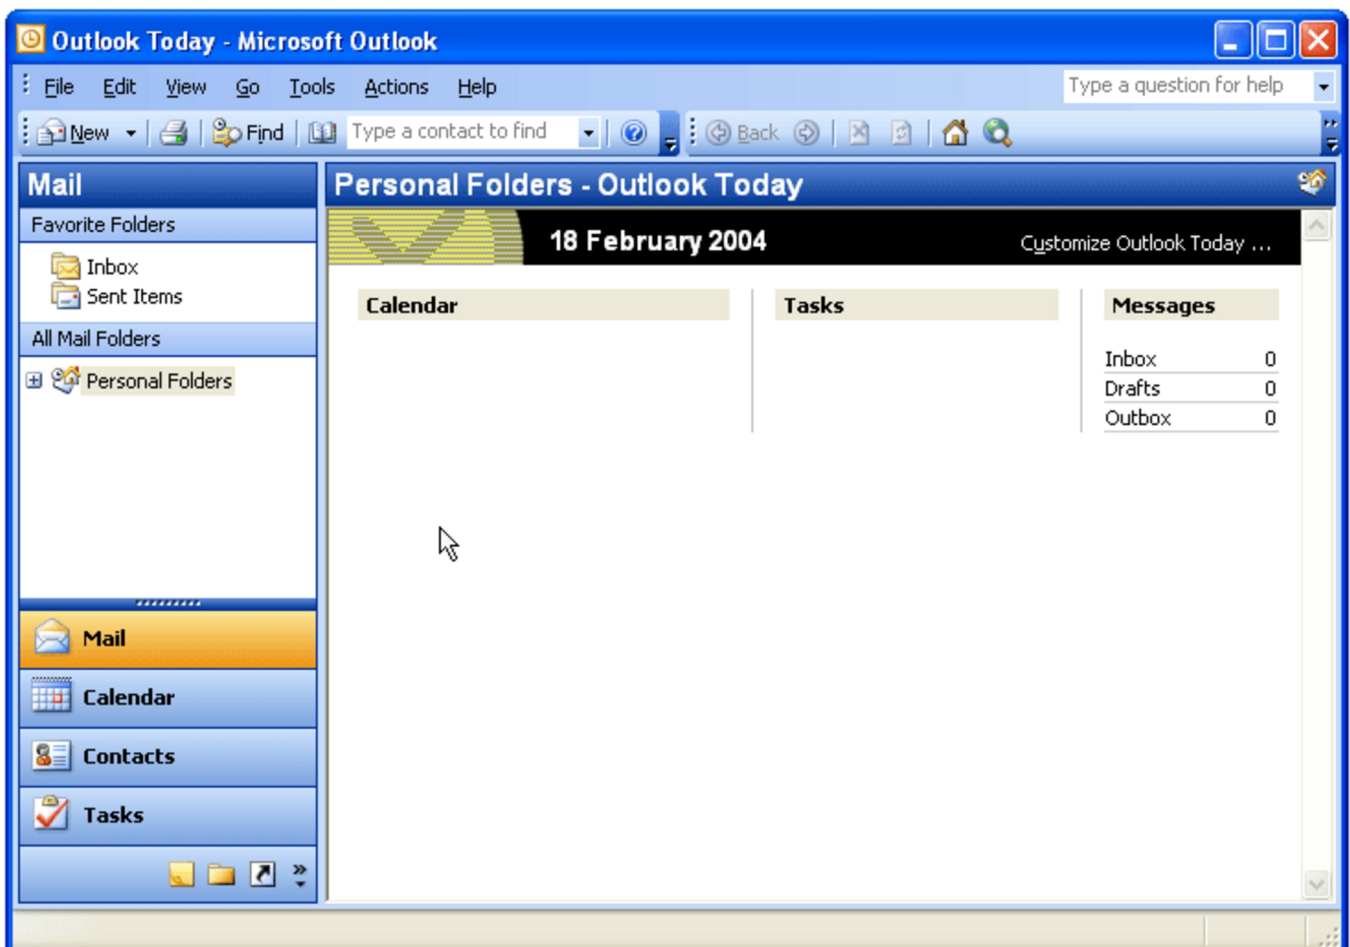 Outlook Today - Microsoft Outlook
File Edit View Go Tools Actions Help Type a question for help
New Find Type a contact to find Back
Mail
Personal Folders - Outlook Today
Favorite Folders
18 February 2004 Customize Outlook Today ...
Inbox
Sent Items
Calendar Tasks Messages
All Mail Folders
Inbox 0
Personal Folders
Drafts 0
Outbox 0
Mail
Calendar
Contacts
Tasks